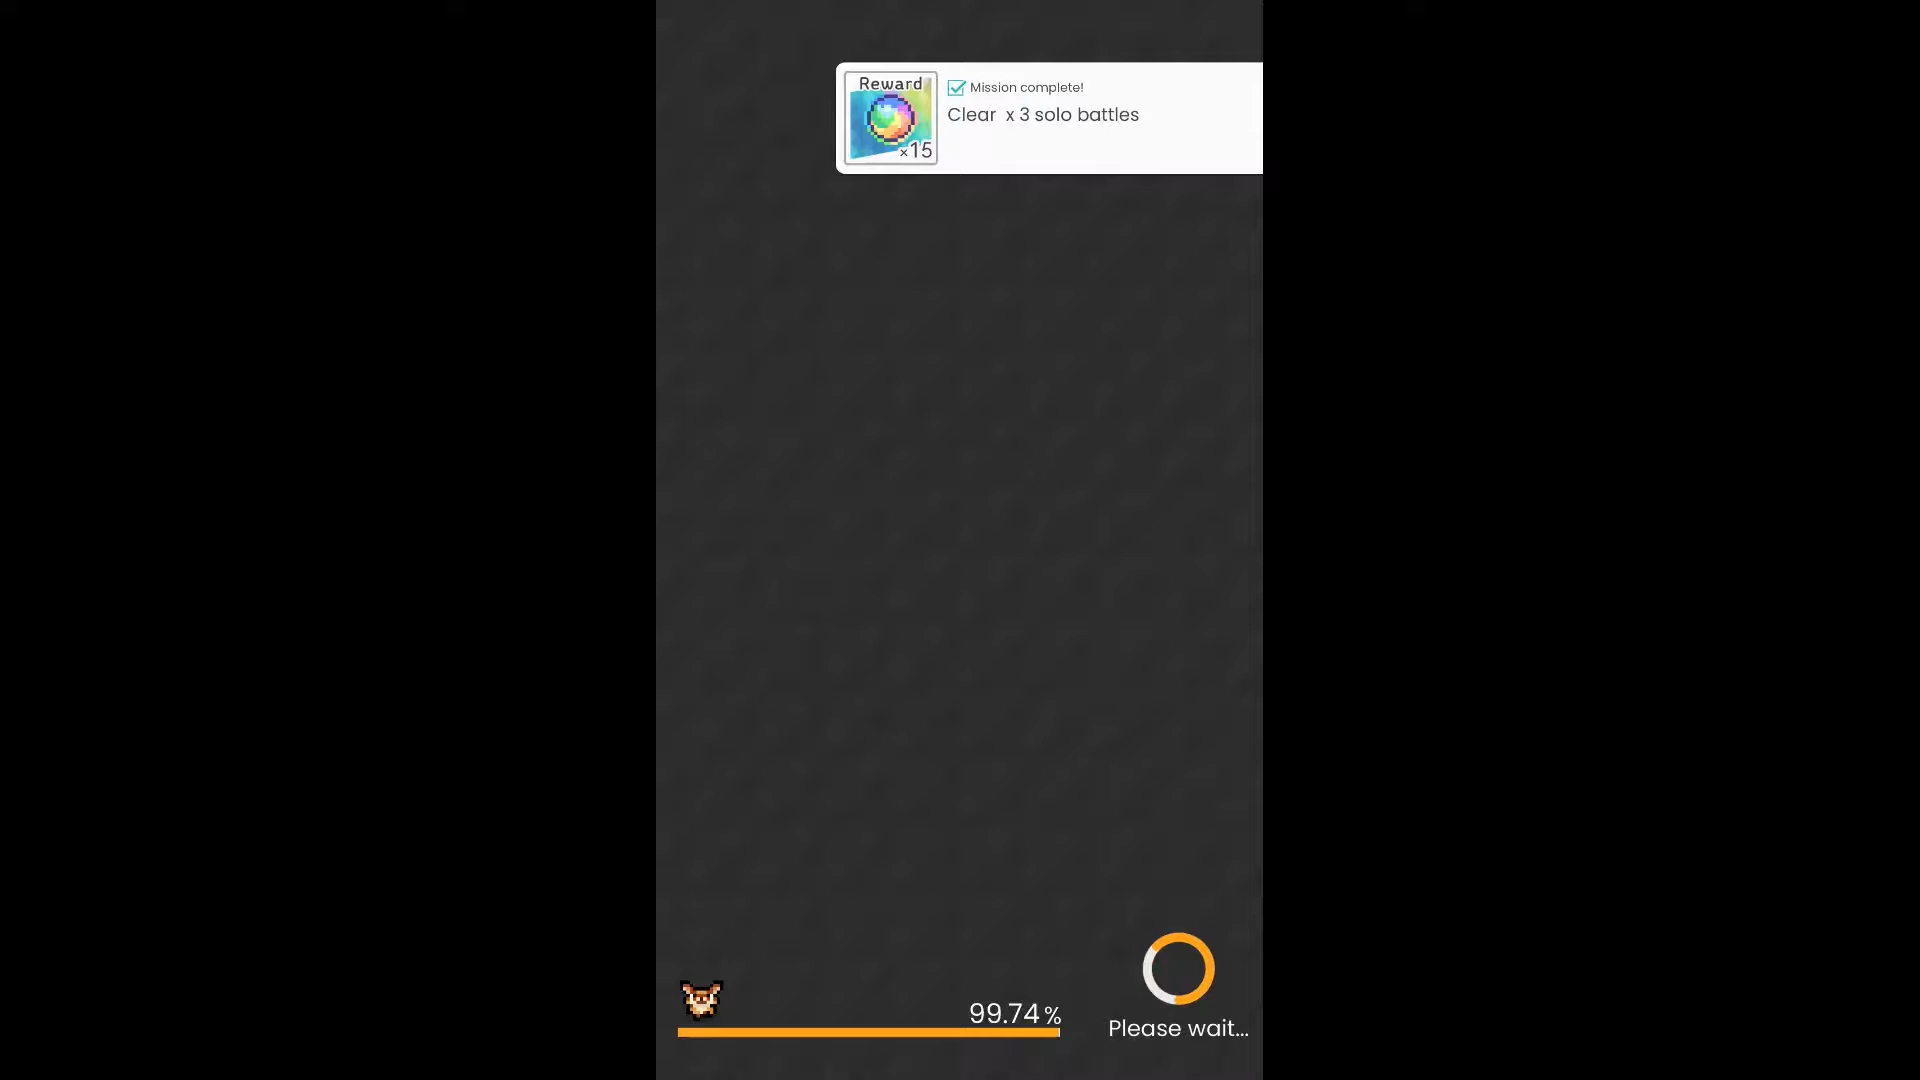 Reward
×15
Mission complete!
Clear x 3 solo battles
99.74 %
Please wait...